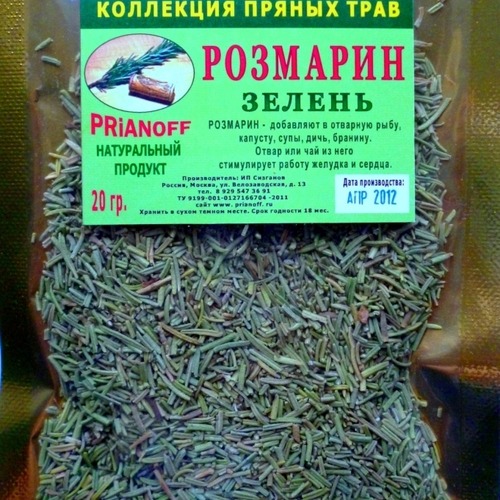 КОЛЛЕКЦИЯ ПРЯНЫХ ТРАВ
РОЗМАРИН
ЗЕЛЕНЬ
PRiANOFF
НАТУРАЛЬНЫЙ
ПРОДУКТ
20 гр.
РОЗМАРИН - добавляют в отварную рыбу,
капусту, супы, дичь, бранину.
Отвар или чай из него
стимулирует работу желудка и сердца.
Производитель: ИП Сизганов
Россия, Москва, ул. Велозаводская, д. 13
тел. 8 929 547 36 91
ТУ 9199-001-0127166704 -2011
сайт www. prianoff. ru
Хранить в сухом темном месте. Срок годности 18 мес.
Дата производства:
АПР 2012